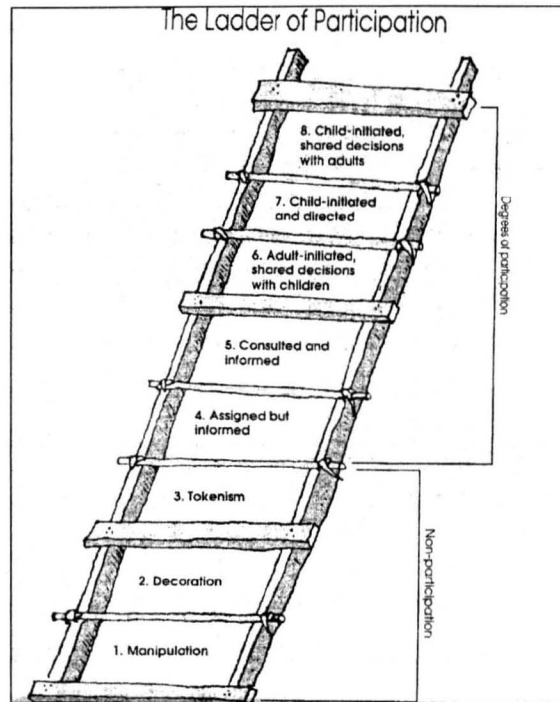 The Ladder of Participation
8. Child-initiated,
shared decisions
with adults
7. Child-initiated
and directed
6. Adult-initiated,
shared decisions
with children
5. Consulted and
informed
4. Assigned but
informed
3. Tokenism
2. Decoration
1. Manipulation
Degrees of participation
Non-participation